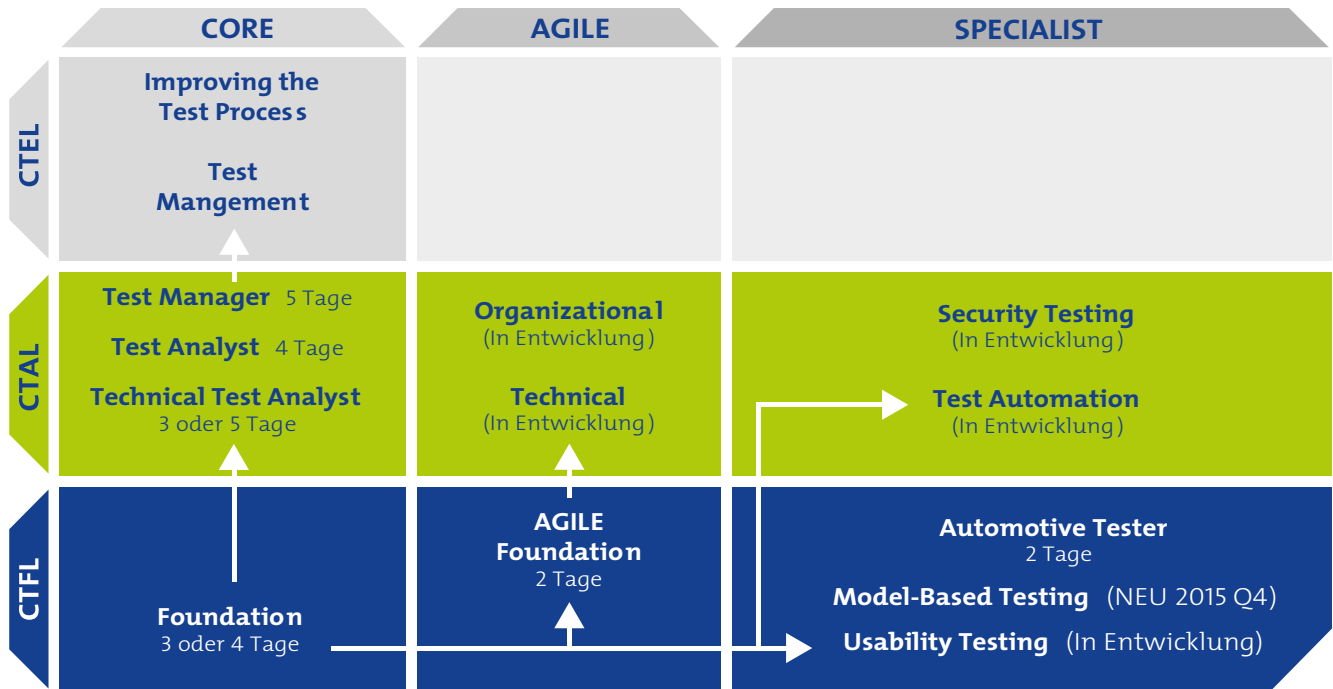 CORE
AGILE
SPECIALIST
CTEL
Improving the
Test Process
Test
Mangement
CTAL
Test Manager 5 Tage
Test Analyst 4 Tage
Technical Test Analyst
3 oder 5 Tage
Organizational
(In Entwicklung)
Technical
(In Entwicklung)
Security Testing
(In Entwicklung)
Test Automation
(In Entwicklung)
CTFL
Foundation
3 oder 4 Tage
AGILE
Foundation
2 Tage
Automotive Tester
2 Tage
Model-Based Testing (NEU 2015 Q4)
Usability Testing (In Entwicklung)